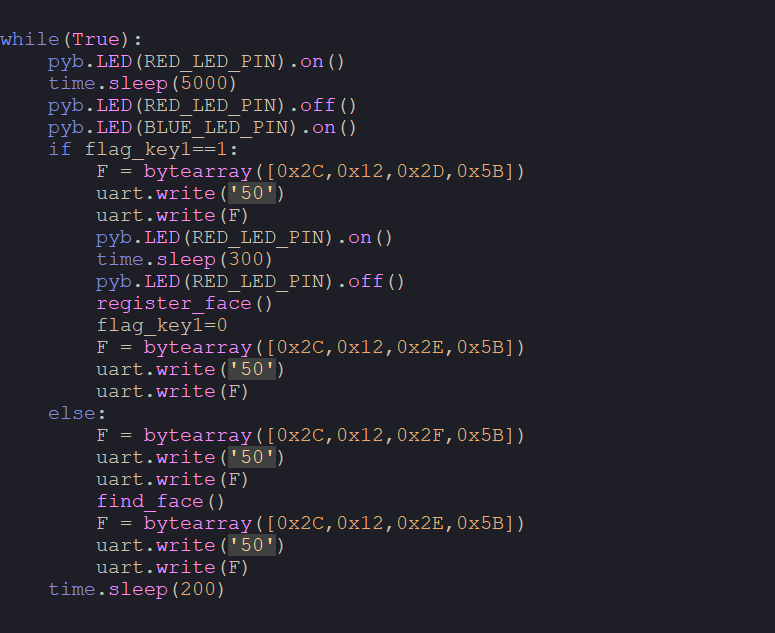 while(True):
    pyb.LED(RED_LED_PIN).on()
    time.sleep(5000)
    pyb.LED(RED_LED_PIN).off()
    pyb.LED(BLUE_LED_PIN).on()
    if flag_key1==1:
        F = bytearray([0x2C,0x12,0x2D,0x5B])
        uart.write('50')
        uart.write(F)
        pyb.LED(RED_LED_PIN).on()
        time.sleep(300)
        pyb.LED(RED_LED_PIN).off()
        register_face()
        flag_key1=0
        F = bytearray([0x2C,0x12,0x2E,0x5B])
        uart.write('50')
        uart.write(F)
    else:
        F = bytearray([0x2C,0x12,0x2F,0x5B])
        uart.write('50')
        uart.write(F)
        find_face()
        F = bytearray([0x2C,0x12,0x2E,0x5B])
        uart.write('50')
        uart.write(F)
    time.sleep(200)